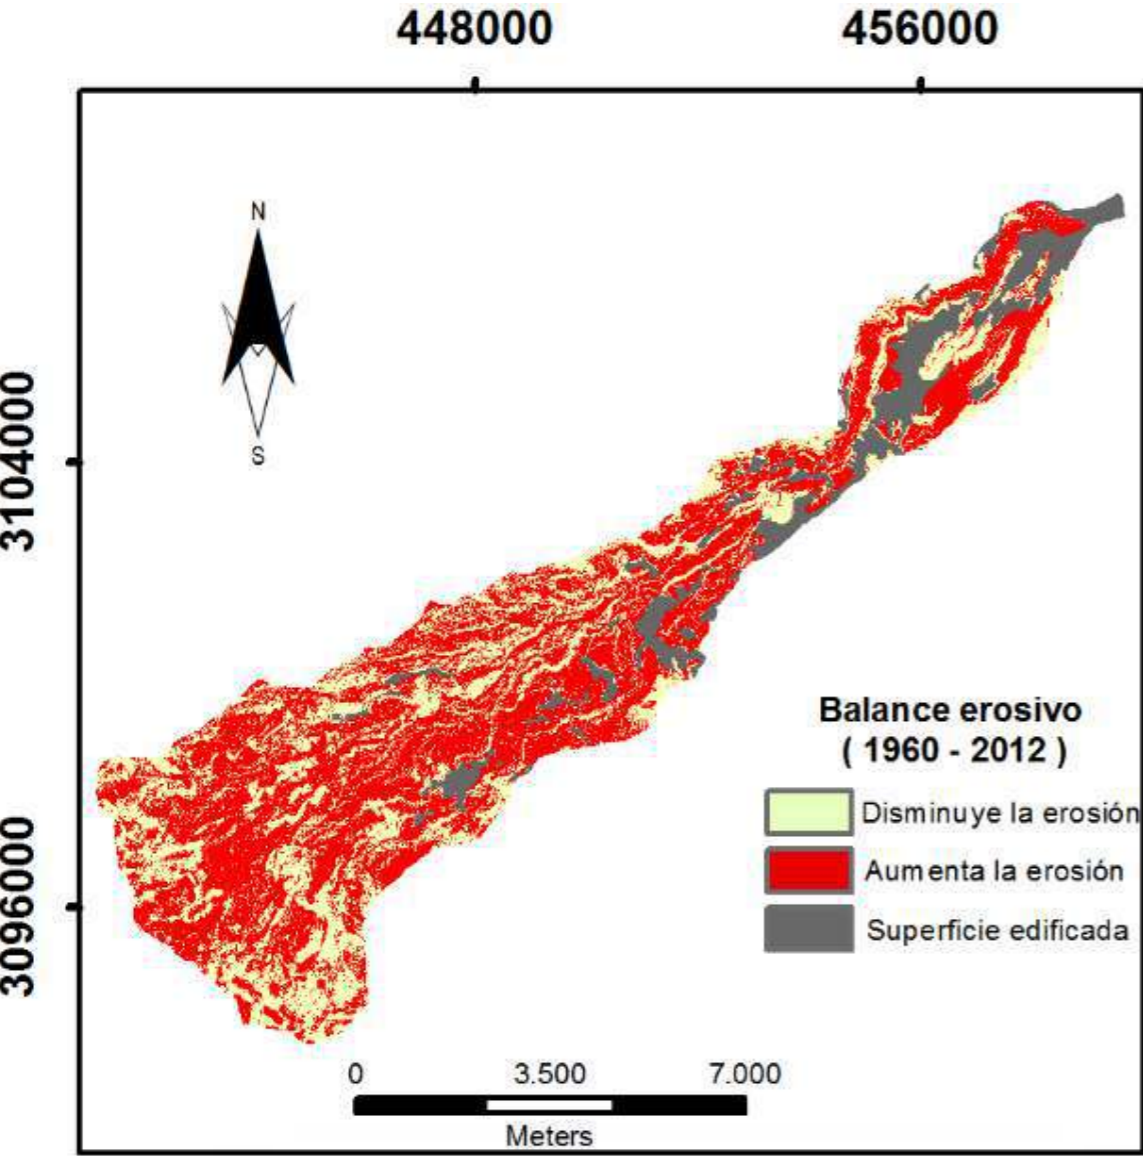 448000 456000
N
S
3104000
3096000
Balance erosivo
( 1960 - 2012 )
Disminuye la erosión
Aumenta la erosión
Superficie edificada
0 3.500 7.000
Meters